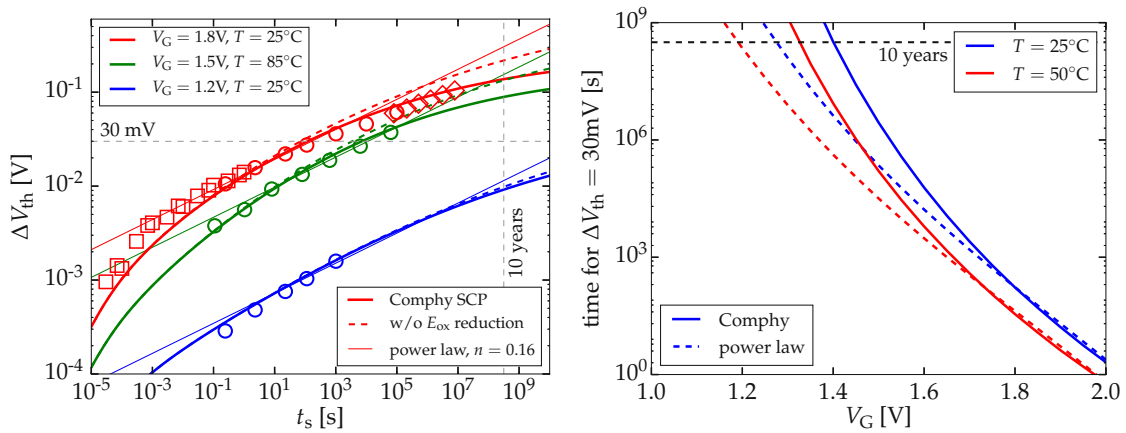 V_G = 1.8V, T = 25°C
V_G = 1.5V, T = 85°C
V_G = 1.2V, T = 25°C
30 mV
10 years
Comphy SCP
w/o E_ox reduction
power law, n = 0.16
ΔV_th [V]
10^-1
10^-2
10^-3
10^-4
10^-5 10^-3 10^-1 10^1 10^3 10^5 10^7 10^9
t_s [s]
time for ΔV_th = 30mV [s]
10^9
10^6
10^3
10^0
10 years
T = 25°C
T = 50°C
Comphy
power law
1.0 1.2 1.4 1.6 1.8 2.0
V_G [V]